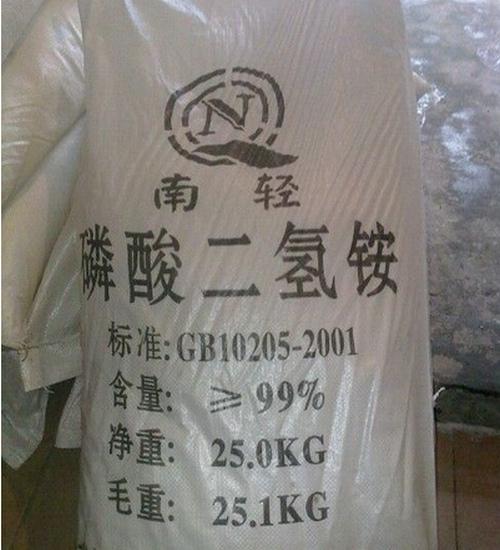 N
南轻
磷酸二氢铵
标准:GB10205-2001
含量: ≥99%
净重: 25.0KG
毛重: 25.1KG